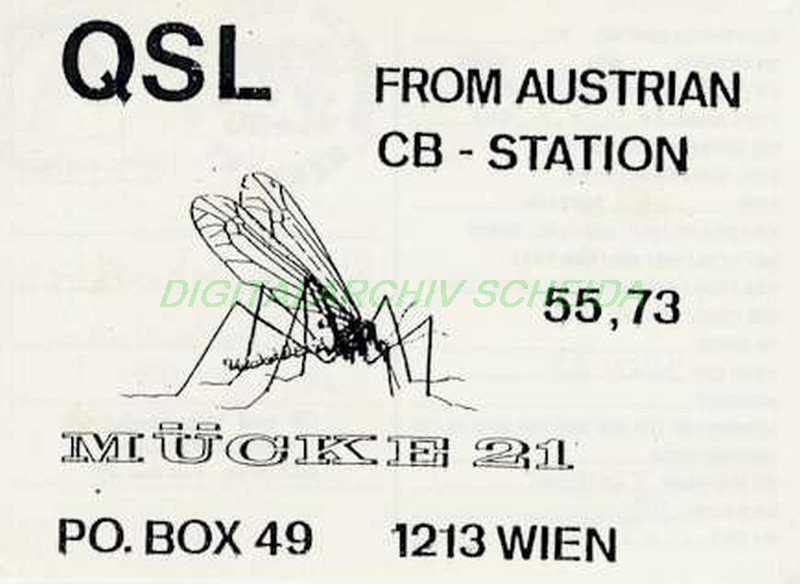 QSL
FROM AUSTRIAN
CB - STATION
DIGITALARCHIV SCHEIDA
55,73
MÜCKE 21
PO. BOX 49 1213 WIEN